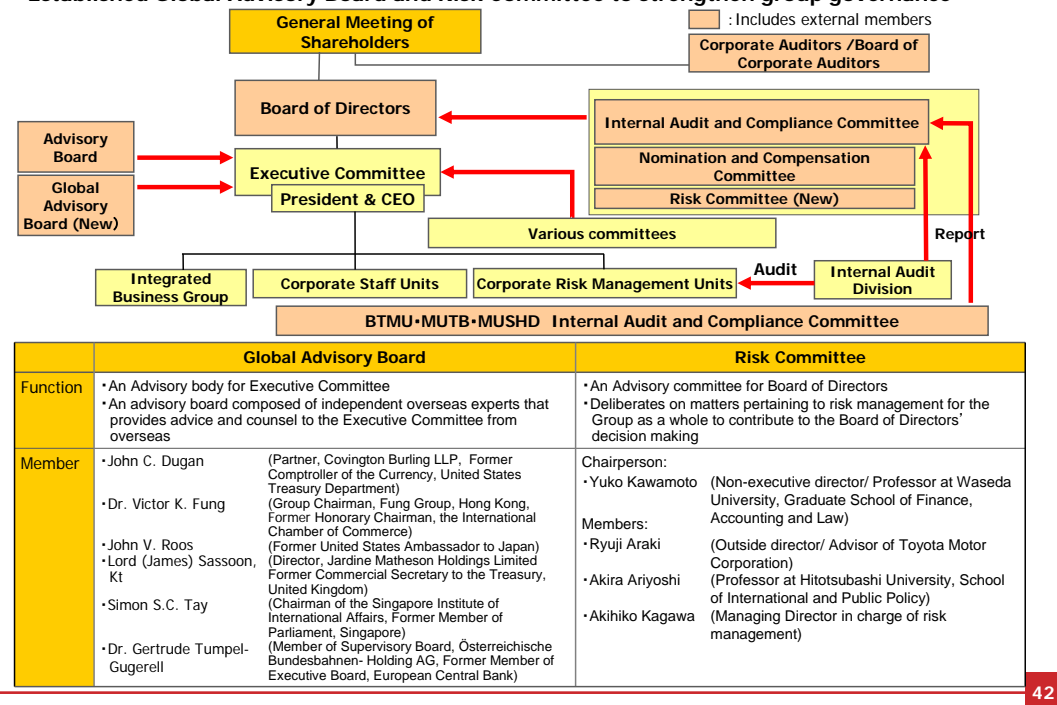 Established Global Advisory Board and Risk Committee to strengthen group governance
General Meeting of
Shareholders
: Includes external members
Corporate Auditors /Board of
Corporate Auditors
Board of Directors
Internal Audit and Compliance Committee
Advisory
Board
Nomination and Compensation
Committee
Executive Committee
Global
Advisory
Board (New)
President & CEO
Risk Committee (New)
Various committees
Report
Integrated
Business Group
Corporate Staff Units
Corporate Risk Management Units
Audit
Internal Audit
Division
BTMU・MUTB・MUSHD Internal Audit and Compliance Committee
Global Advisory Board
Risk Committee
Function
・An Advisory body for Executive Committee
・An advisory board composed of independent overseas experts that
provides advice and counsel to the Executive Committee from
overseas
・An Advisory committee for Board of Directors
・Deliberates on matters pertaining to risk management for the
Group as a whole to contribute to the Board of Directors’
decision making
Member
・John C. Dugan
(Partner, Covington Burling LLP, Former
Comptroller of the Currency, United States
Treasury Department)
・Dr. Victor K. Fung
(Group Chairman, Fung Group, Hong Kong,
Former Honorary Chairman, the International
Chamber of Commerce)
・John V. Roos
(Former United States Ambassador to Japan)
・Lord (James) Sassoon,
Kt
(Director, Jardine Matheson Holdings Limited
Former Commercial Secretary to the Treasury,
United Kingdom)
・Simon S.C. Tay
(Chairman of the Singapore Institute of
International Affairs, Former Member of
Parliament, Singapore)
・Dr. Gertrude Tumpel-
Gugerell
(Member of Supervisory Board, Österreichische
Bundesbahnen- Holding AG, Former Member of
Executive Board, European Central Bank)
Chairperson:
・Yuko Kawamoto
(Non-executive director/ Professor at Waseda
University, Graduate School of Finance,
Accounting and Law)
Members:
・Ryuji Araki
(Outside director/ Advisor of Toyota Motor
Corporation)
・Akira Ariyoshi
(Professor at Hitotsubashi University, School
of International and Public Policy)
・Akihiko Kagawa
(Managing Director in charge of risk
management)
42